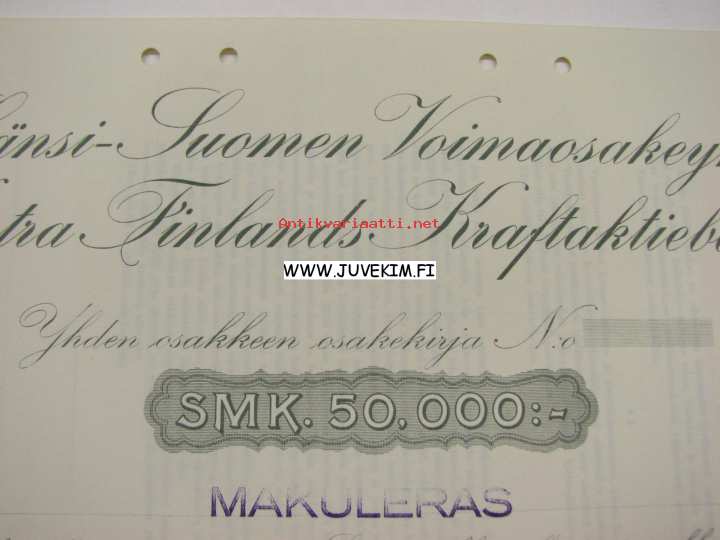 änsi-Suomen Voimaosakey
tra Finlands Kraftaktieb
Antikvariaatti.net
WWW.JUVEKIM.FI
Yhden osakkeen osakekirja N:o
SMK. 50,000:-
MAKULERAS